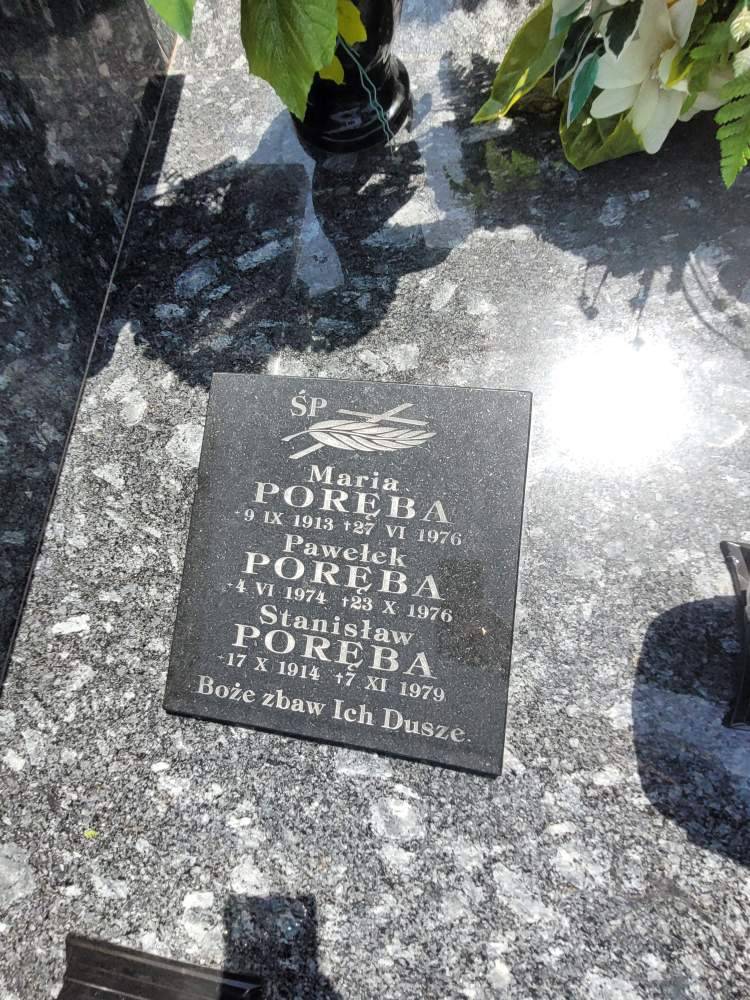 ŚP
Maria
PORĘBA
*9 IX 1913 †27 VI 1976
Pawełek
PORĘBA
*4 VI 1974 †23 X 1976
Stanisław
PORĘBA
*17 X 1914 †7 XI 1979
Boże zbaw Ich Dusze.